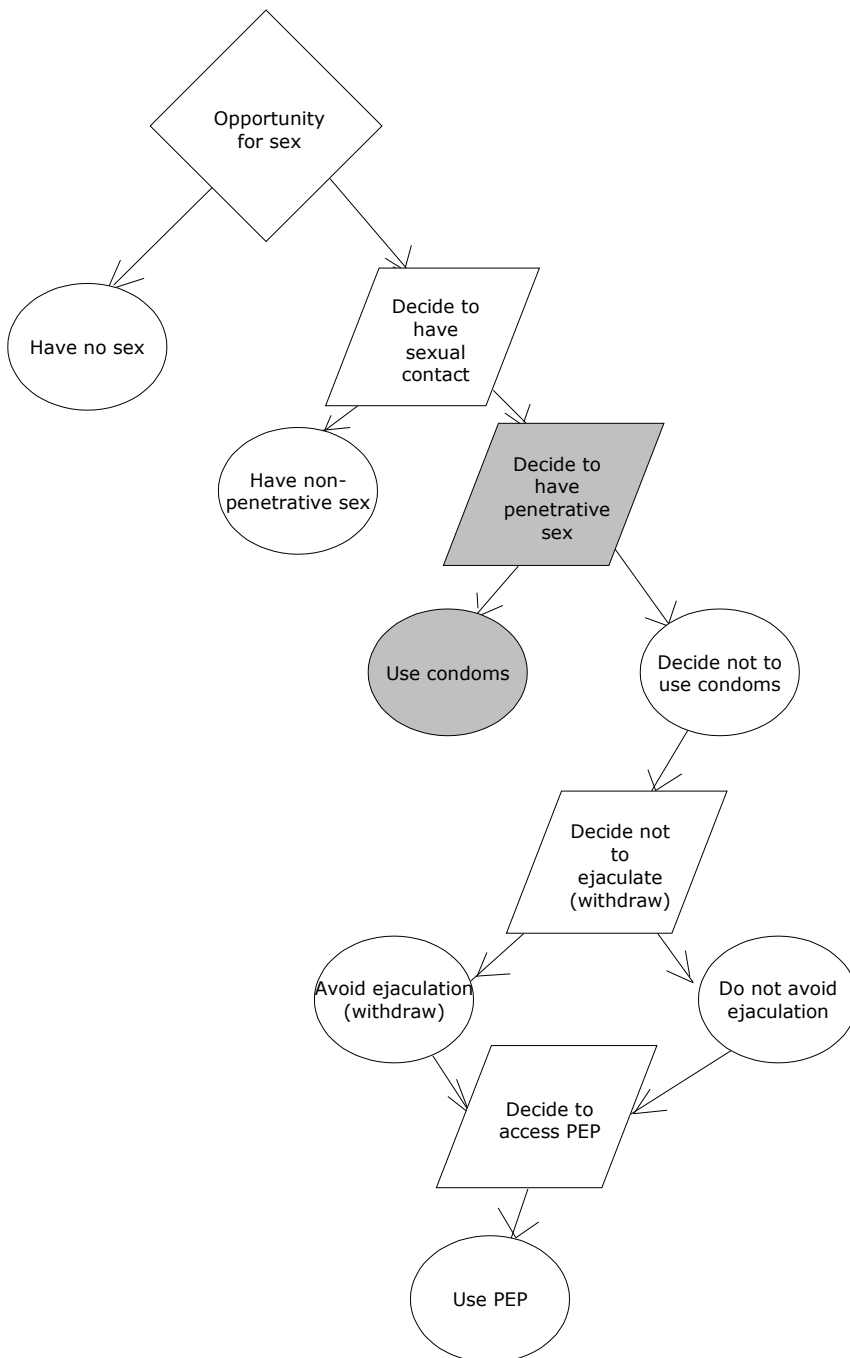 Opportunity
for sex
Have no sex
Decide to
have
sexual
contact
Have non-
penetrative sex
Decide to
have
penetrative
sex
Use condoms
Decide not to
use condoms
Decide not
to
ejaculate
(withdraw)
Avoid ejaculation
(withdraw)
Do not avoid
ejaculation
Decide to
access PEP
Use PEP